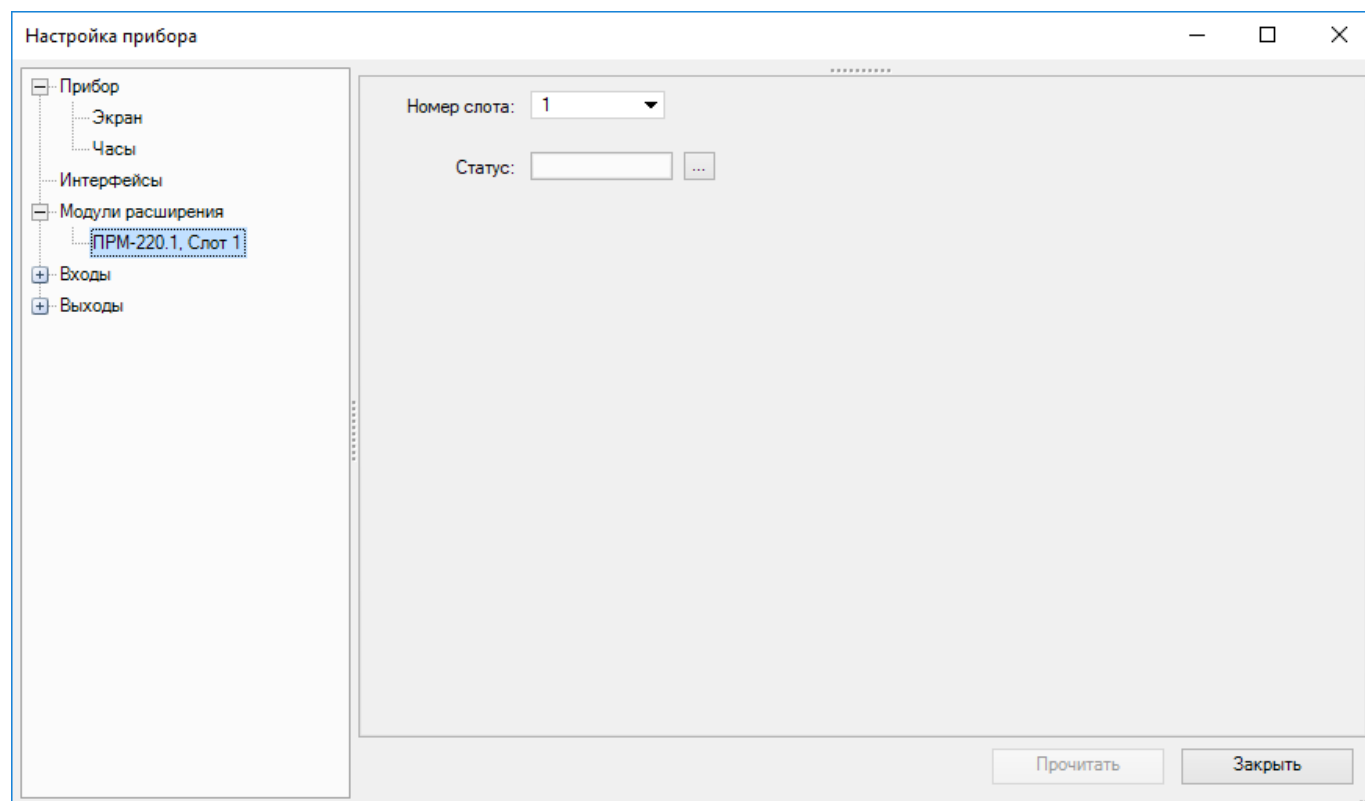 Настройка прибора
Прибор
Экран
Часы
Интерфейсы
Модули расширения
ПРМ-220.1, Слот 1
Входы
Выходы
Номер слота: 1
Статус: ...
Прочитать Закрыть